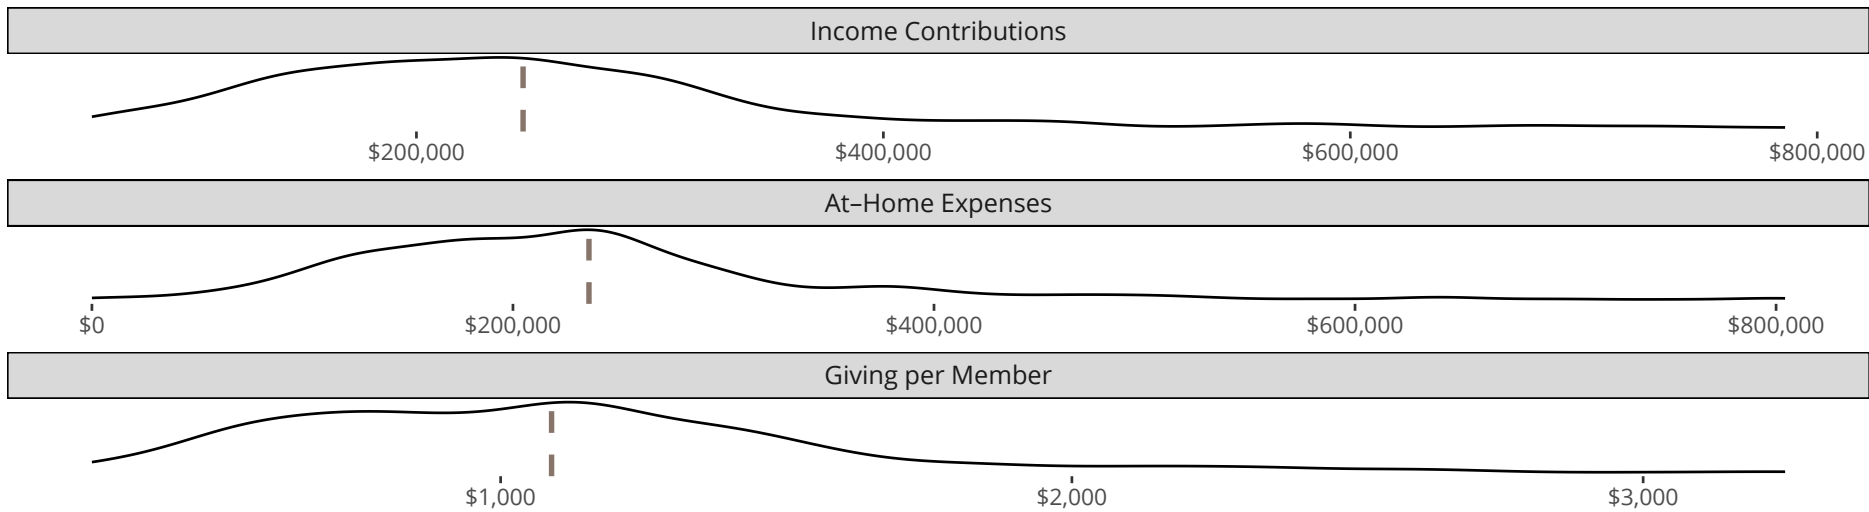 Income Contributions
$200,000 $400,000 $600,000 $800,000
At–Home Expenses
$0 $200,000 $400,000 $600,000 $800,000
Giving per Member
$1,000 $2,000 $3,000